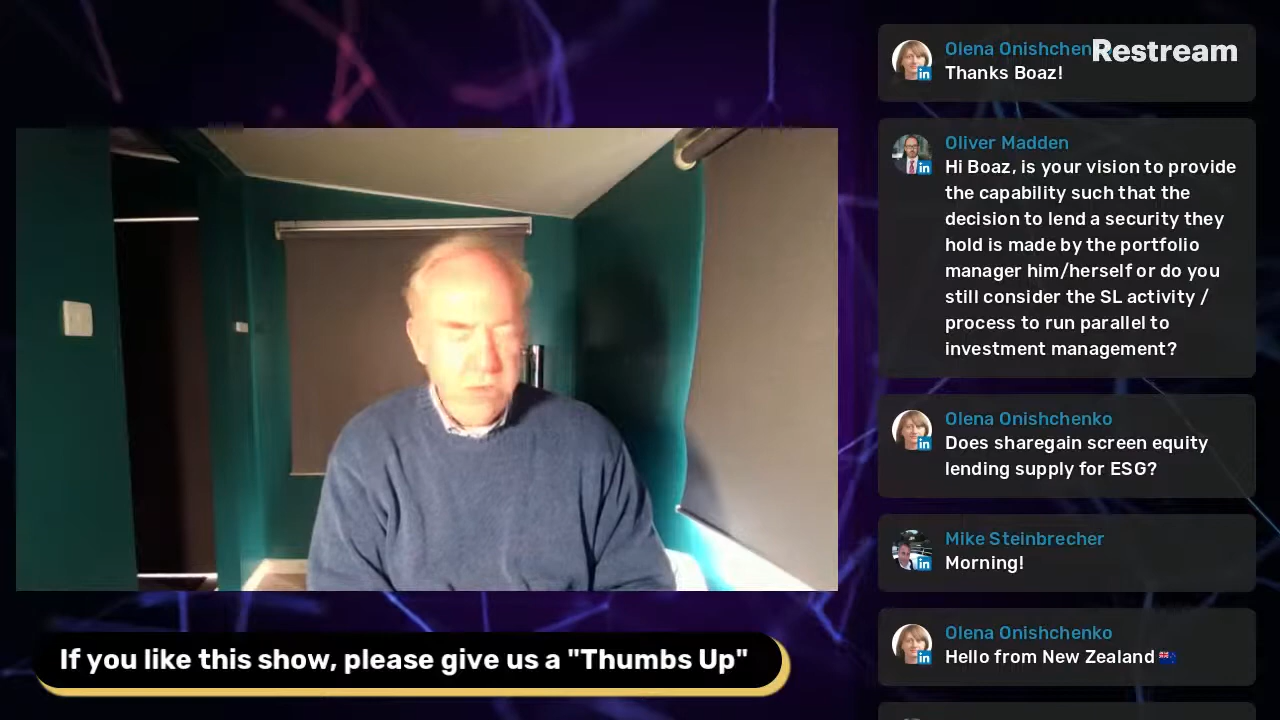 Olena Onishchen
Restream
Thanks Boaz!
Oliver Madden
Hi Boaz, is your vision to provide
the capability such that the
decision to lend a security they
hold is made by the portfolio
manager him/herself or do you
still consider the SL activity /
process to run parallel to
investment management?
Olena Onishchenko
Does sharegain screen equity
lending supply for ESG?
Mike Steinbrecher
Morning!
Olena Onishchenko
Hello from New Zealand 🇳🇿
If you like this show, please give us a "Thumbs Up"